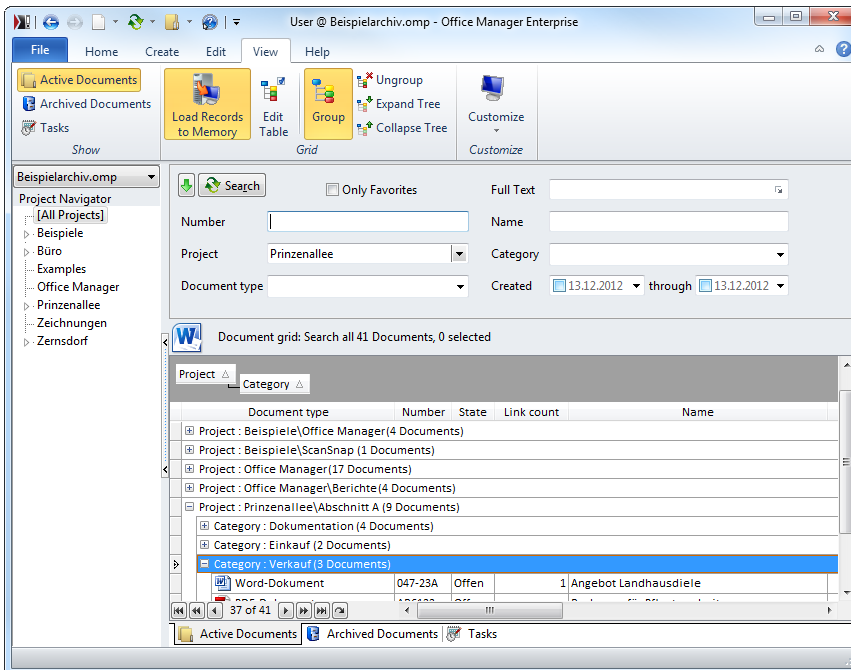 User @ Beispielarchiv.omp - Office Manager Enterprise
File Home Create Edit View Help
Active Documents
Archived Documents
Tasks
Show
Load Records
to Memory
Edit
Table
Group
Ungroup
Expand Tree
Collapse Tree
Grid
Customize
Customize
Beispielarchiv.omp
Project Navigator
[All Projects]
Beispiele
Büro
Examples
Office Manager
Prinzenallee
Zeichnungen
Zernsdorf
Search Only Favorites Full Text
Number Name
Project Prinzenallee Category
Document type Created 13.12.2012 through 13.12.2012
Document grid: Search all 41 Documents, 0 selected
Project
Category
Document type Number State Link count Name
Project : Beispiele\Office Manager(4 Documents)
Project : Beispiele\ScanSnap (1 Documents)
Project : Office Manager(17 Documents)
Project : Office Manager\Berichte(4 Documents)
Project : Prinzenallee\Abschnitt A (9 Documents)
Category : Dokumentation (4 Documents)
Category : Einkauf (2 Documents)
Category : Verkauf (3 Documents)
Word-Dokument 047-23A Offen 1 Angebot Landhausdiele
37 of 41
Active Documents Archived Documents Tasks